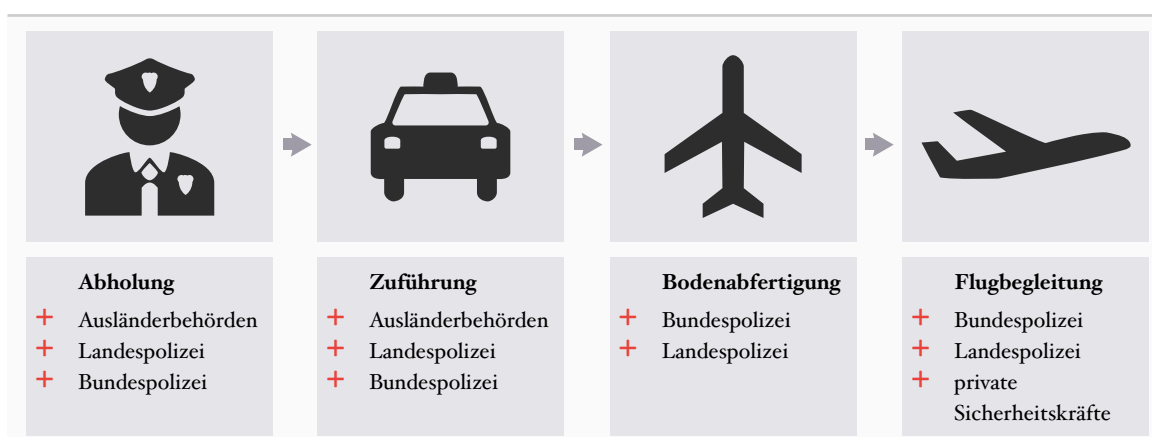 Abholung
+ Ausländerbehörden
+ Landespolizei
+ Bundespolizei
Zuführung
+ Ausländerbehörden
+ Landespolizei
+ Bundespolizei
Bodenabfertigung
+ Bundespolizei
+ Landespolizei
Flugbegleitung
+ Bundespolizei
+ Landespolizei
+ private
Sicherheitskräfte